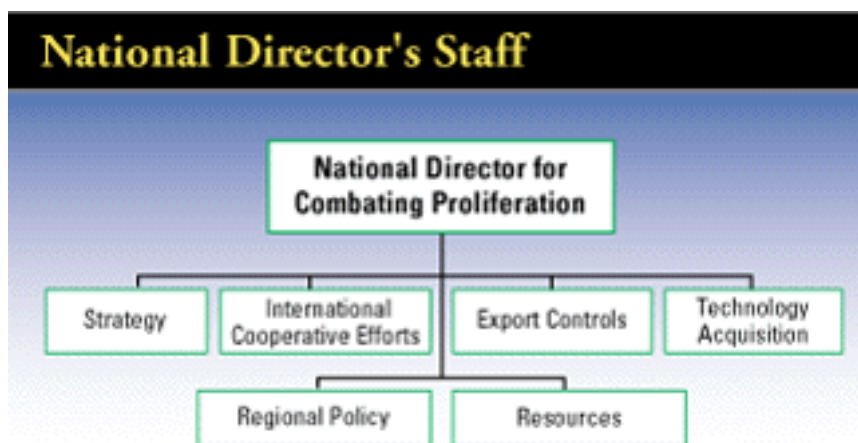 National Director's Staff
National Director for
Combating Proliferation
Strategy
International
Cooperative Efforts
Export Controls
Technology
Acquisition
Regional Policy
Resources